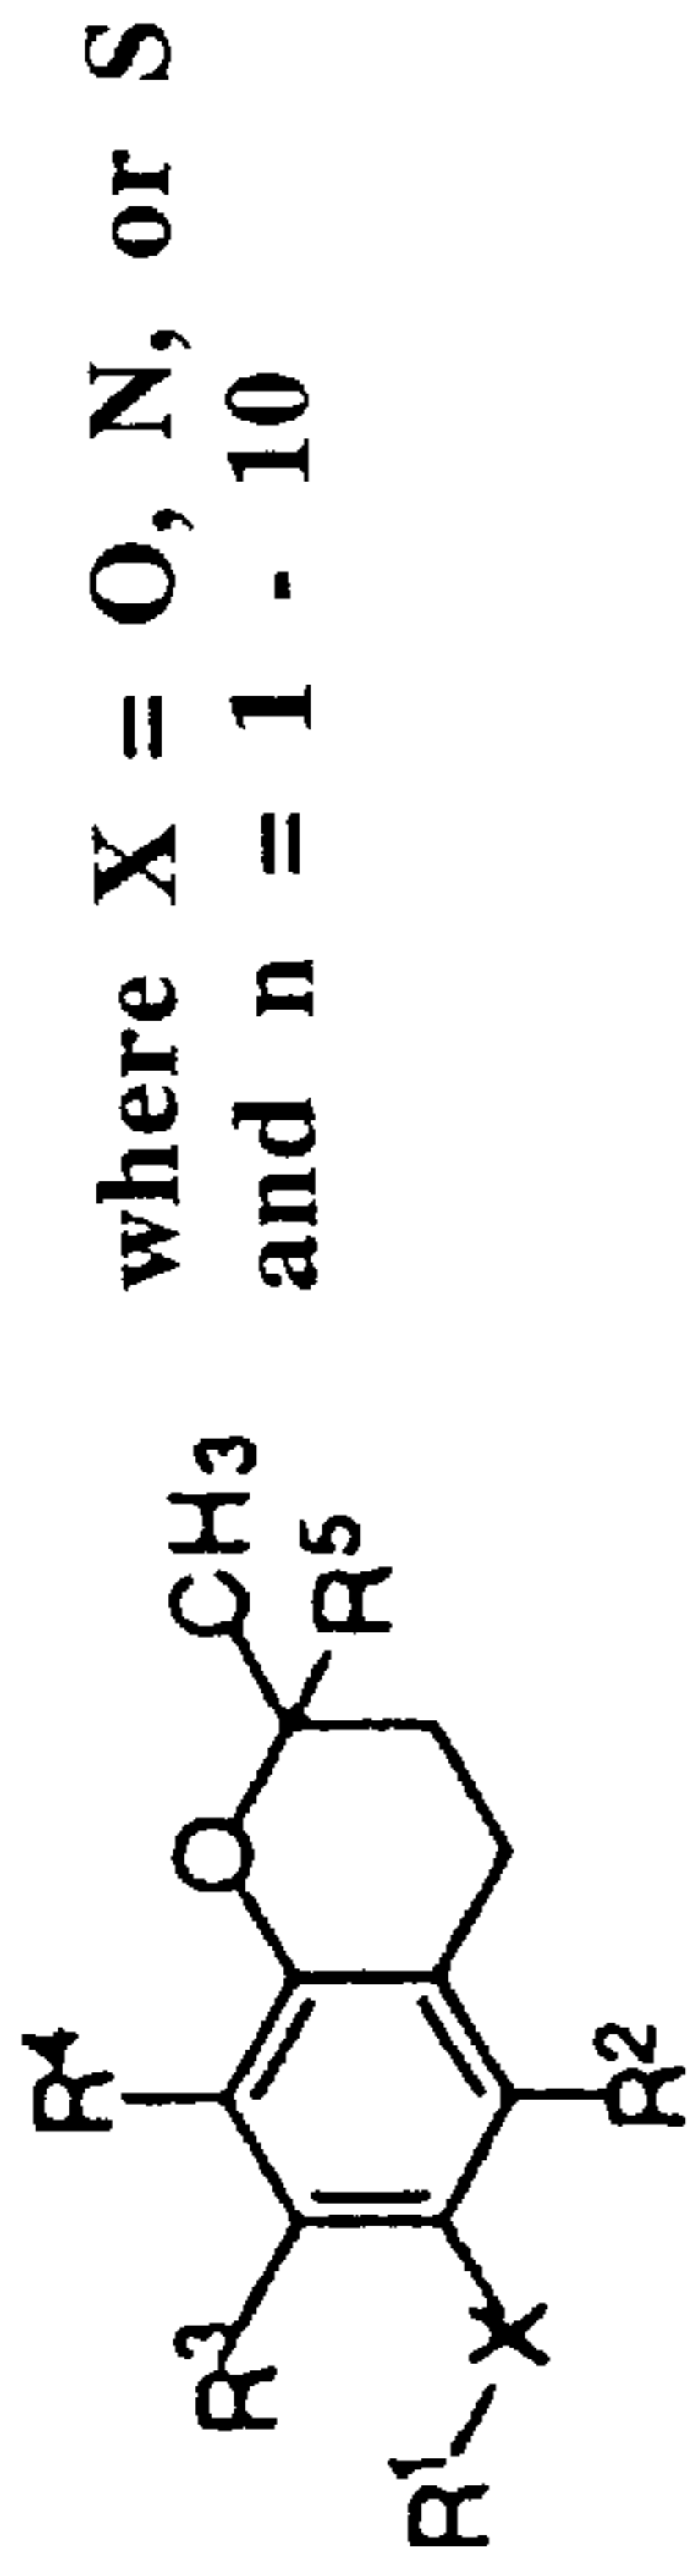 where X = O, N, or S
and n = 1 - 10
R4
O
CH3
R5
R3
R1
X
R2